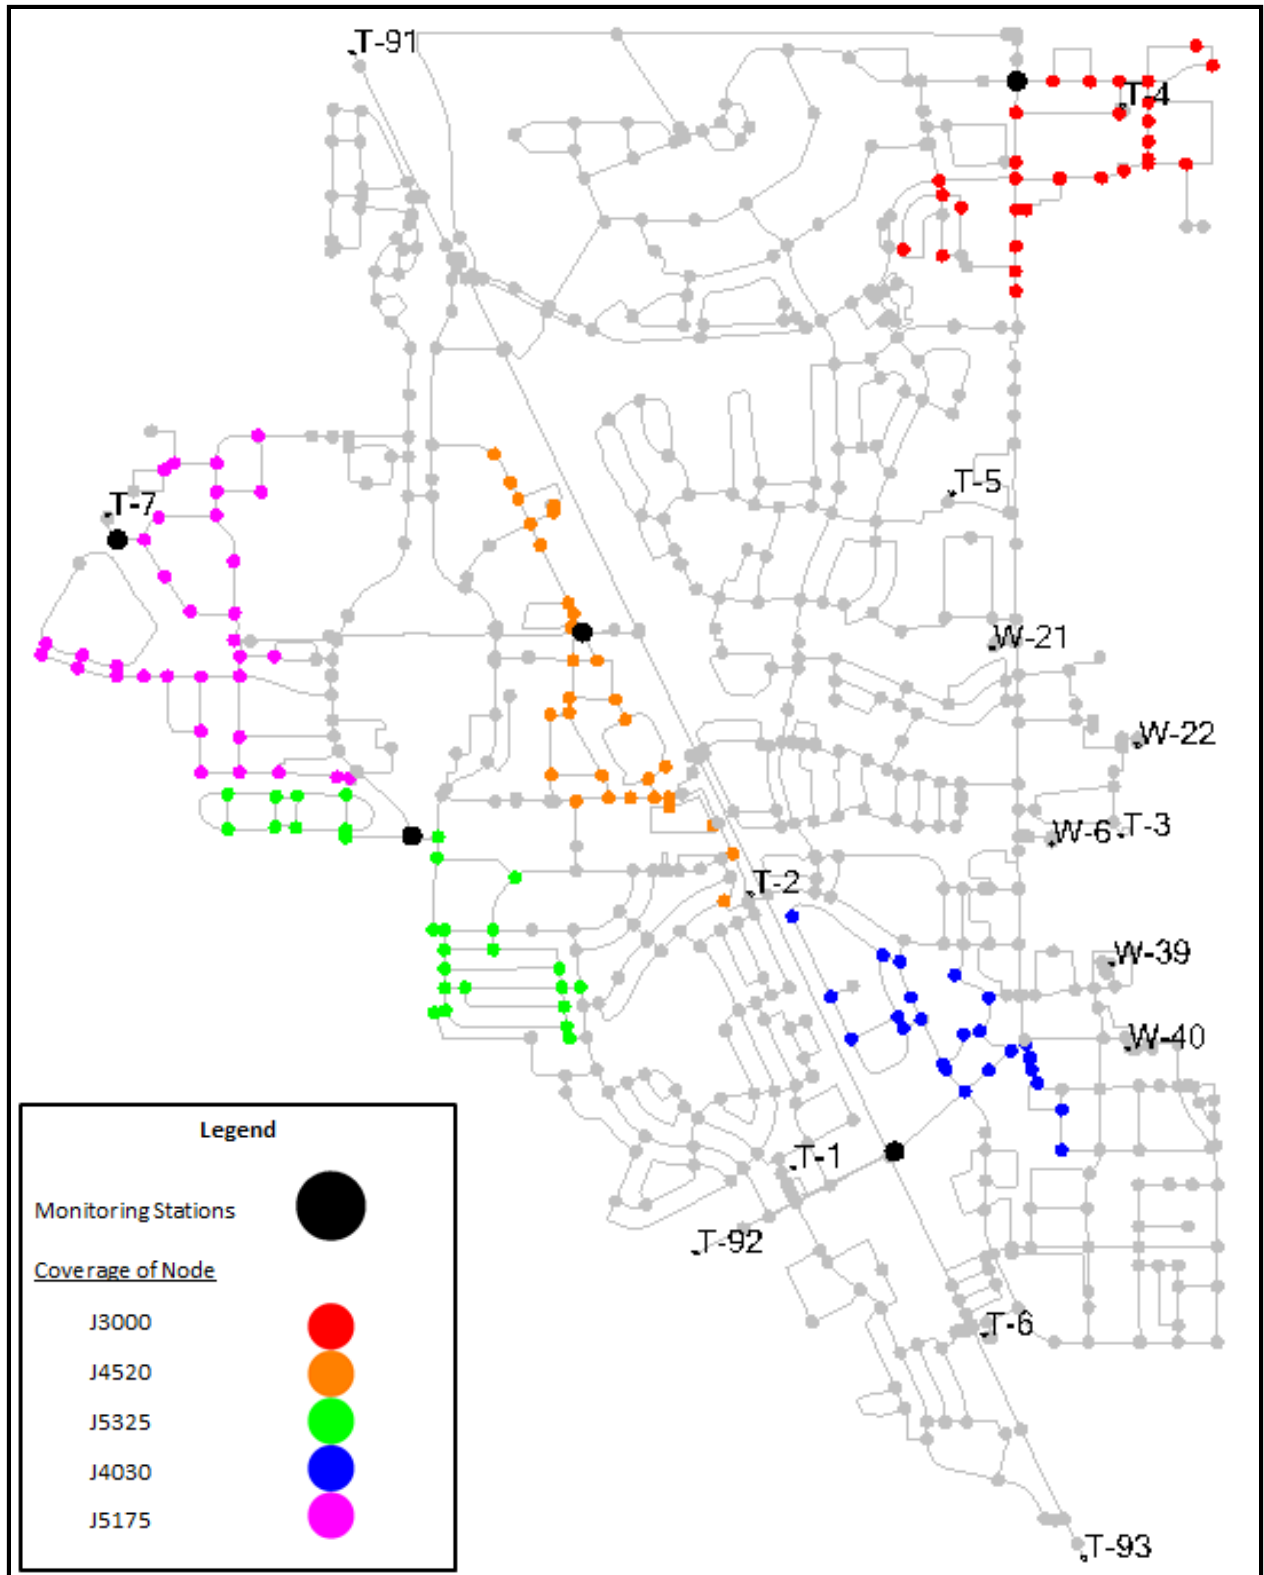 T-91
T-4
T-5
T-7
W-21
W-22
W-6
T-3
T-2
W-39
W-40
T-1
T-92
T-6
T-93
Legend
Monitoring Stations
Coverage of Node
J3000
J4520
J5325
J4030
J5175